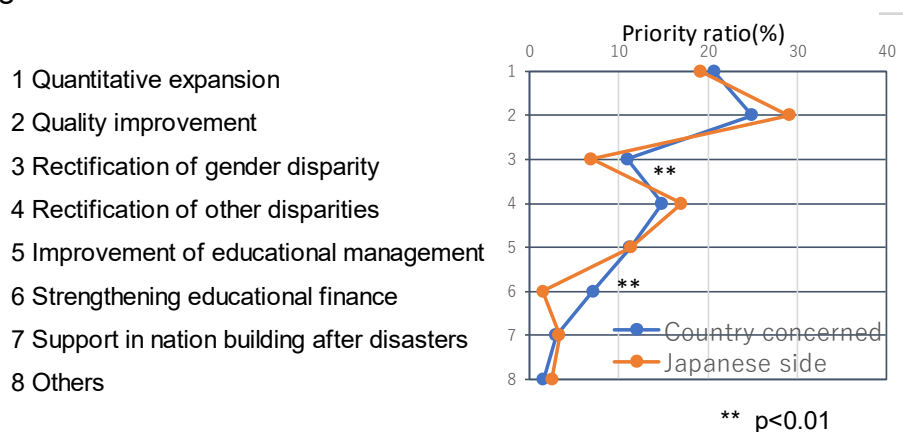 Priority ratio(%)
0 10 20 30 40
1 Quantitative expansion
2 Quality improvement
3 Rectification of gender disparity
4 Rectification of other disparities
5 Improvement of educational management
6 Strengthening educational finance
7 Support in nation building after disasters
8 Others
1
2
3
**
4
5
**
6
7
Country concerned
Japanese side
8
** p<0.01